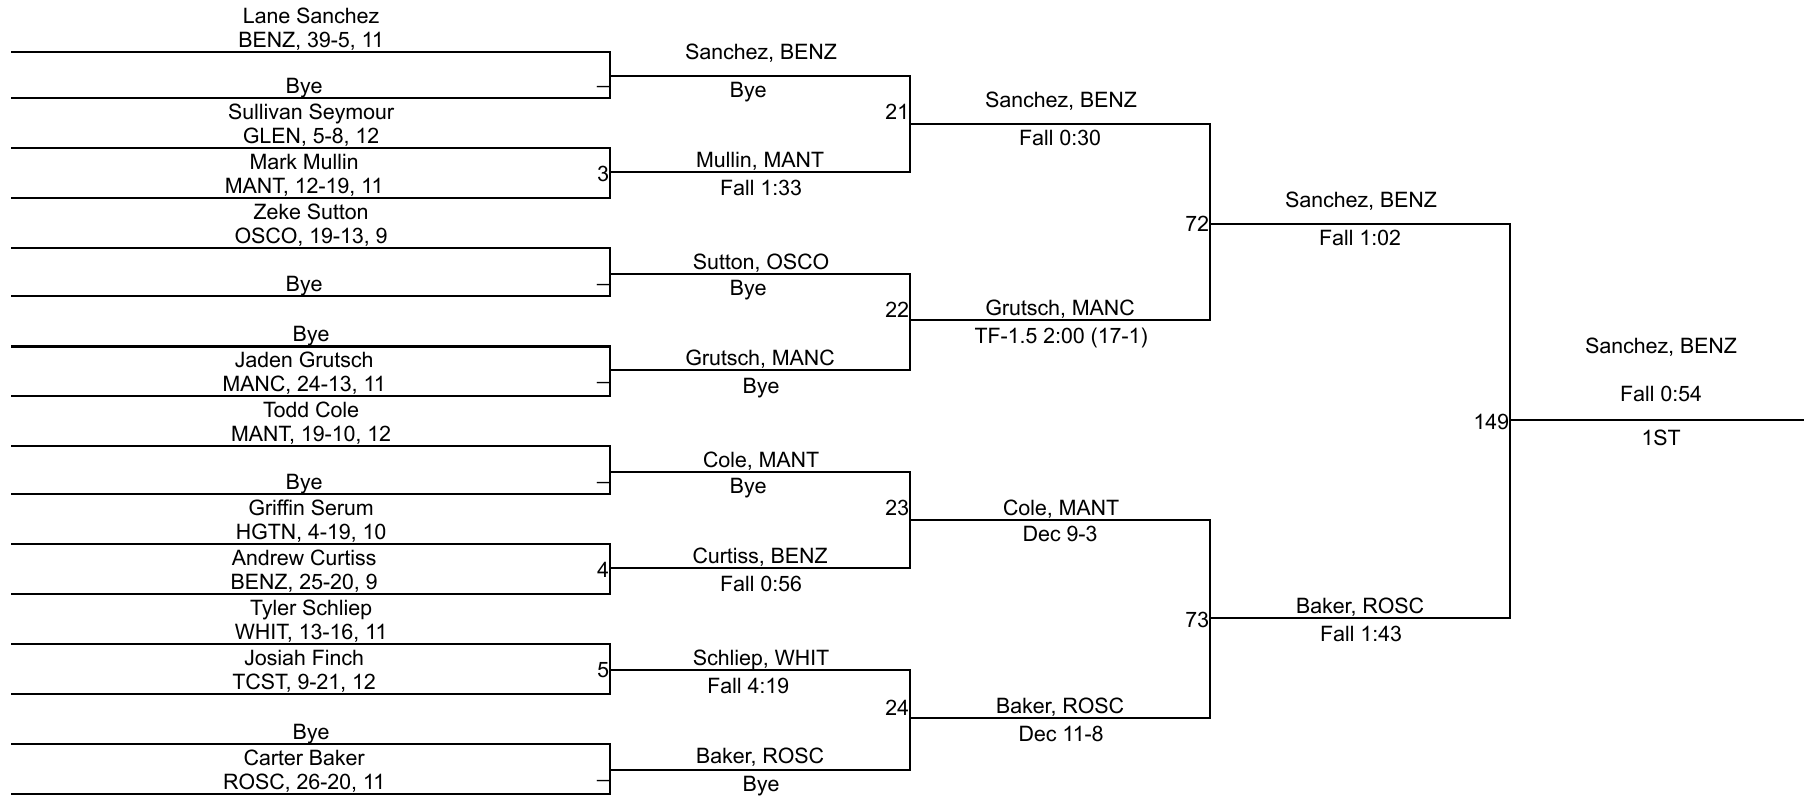 Lane Sanchez
BENZ, 39-5, 11
Bye
Sullivan Seymour
GLEN, 5-8, 12
Mark Mullin
MANT, 12-19, 11
3
Zeke Sutton
OSCO, 19-13, 9
Bye
Bye
Jaden Grutsch
MANC, 24-13, 11
Todd Cole
MANT, 19-10, 12
Bye
Griffin Serum
HGTN, 4-19, 10
Andrew Curtiss
BENZ, 25-20, 9
4
Tyler Schliep
WHIT, 13-16, 11
Josiah Finch
TCST, 9-21, 12
5
Bye
Carter Baker
ROSC, 26-20, 11
Sanchez, BENZ
Bye
21
Mullin, MANT
Fall 1:33
Sutton, OSCO
Bye
22
Grutsch, MANC
Bye
Cole, MANT
Bye
23
Curtiss, BENZ
Fall 0:56
Schliep, WHIT
Fall 4:19
24
Baker, ROSC
Bye
Sanchez, BENZ
Fall 0:30
72
Grutsch, MANC
TF-1.5 2:00 (17-1)
Cole, MANT
Dec 9-3
73
Baker, ROSC
Dec 11-8
Sanchez, BENZ
Fall 1:02
149
Baker, ROSC
Fall 1:43
Sanchez, BENZ
Fall 0:54
1ST